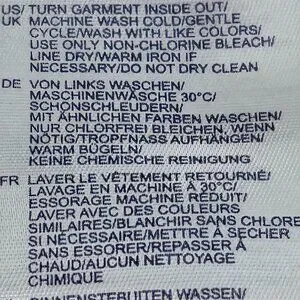 US/ TURN GARMENT INSIDE OUT/
UK MACHINE WASH COLD/GENTLE
CYCLE/WASH WITH LIKE COLORS/
USE ONLY NON-CHLORINE BLEACH/
LINE DRY/WARM IRON IF
NECESSARY/DO NOT DRY CLEAN
DE VON LINKS WASCHEN/
MASCHINENWÄSCHE 30°C/
SCHONSCHLEUDERN/
MIT ÄHNLICHEN FARBEN WASCHEN/
NUR CHLORFREI BLEICHEN, WENN
NÖTIG/TROPFNASS AUFHÄNGEN/
WARM BÜGELN/
KEINE CHEMISCHE REINIGUNG
FR LAVER LE VÊTEMENT RETOURNÉ/
LAVAGE EN MACHINE À 30°C/
ESSORAGE MACHINE RÉDUIT/
LAVER AVEC DES COULEURS
SIMILAIRES/BLANCHIR SANS CHLORE
SI NÉCESSAIRE/METTRE À SÉCHER
SANS ESSORER/REPASSER À
CHAUD/AUCUN NETTOYAGE
CHIMIQUE
BINNENSTEBUITEN WASSEN/